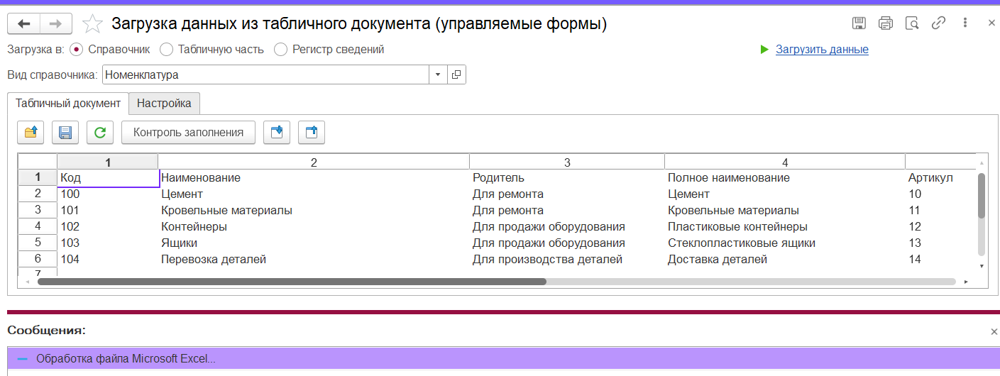 Загрузка данных из табличного документа (управляемые формы)
Загрузка в: Справочник Табличную часть Регистр сведений Загрузить данные
Вид справочника: Номенклатура
Табличный документ Настройка
Контроль заполнения
1 2 3 4
1 Код Наименование Родитель Полное наименование Артикул
2 100 Цемент Для ремонта Цемент 10
3 101 Кровельные материалы Для ремонта Кровельные материалы 11
4 102 Контейнеры Для продажи оборудования Пластиковые контейнеры 12
5 103 Ящики Для продажи оборудования Стеклопластиковые ящики 13
6 104 Перевозка деталей Для производства деталей Доставка деталей 14
7
Сообщения:
Обработка файла Microsoft Excel...